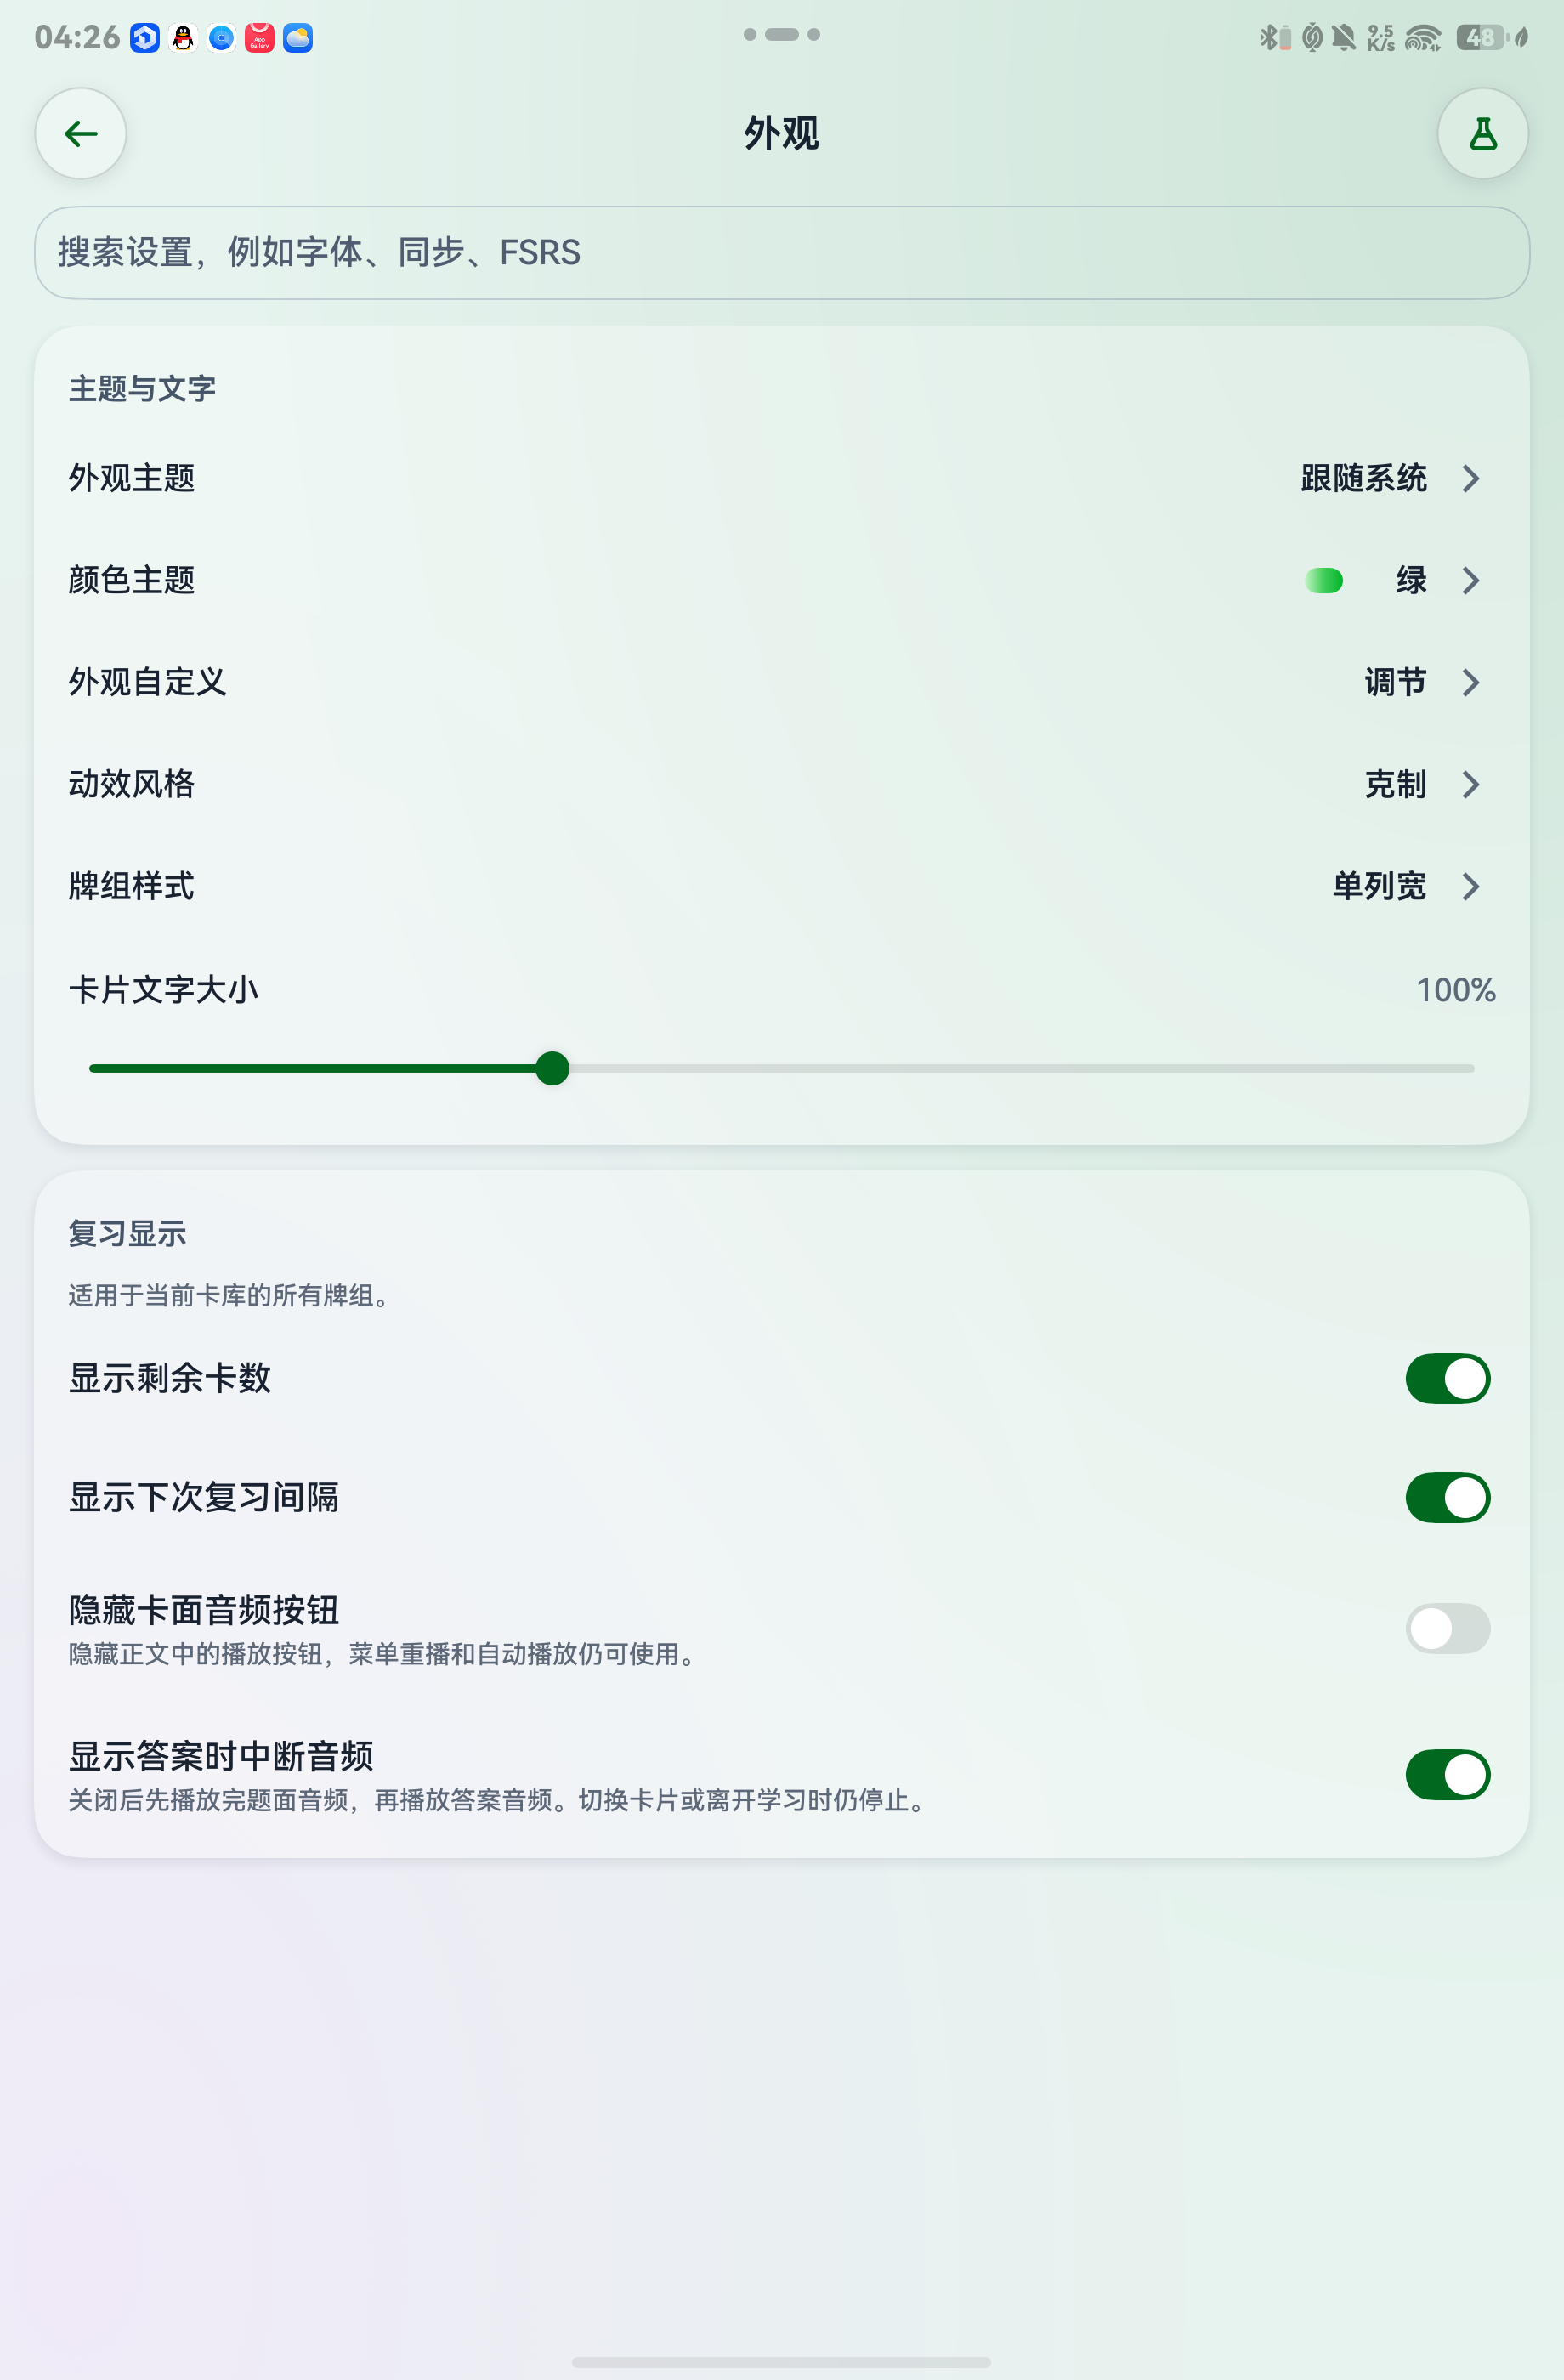 04:26
9.5 K/s
48
外观
搜索设置，例如字体、同步、FSRS
主题与文字
外观主题 跟随系统
颜色主题 绿
外观自定义 调节
动效风格 克制
牌组样式 单列宽
卡片文字大小 100%
复习显示
适用于当前卡库的所有牌组。
显示剩余卡数
显示下次复习间隔
隐藏卡面音频按钮
隐藏正文中的播放按钮，菜单重播和自动播放仍可使用。
显示答案时中断音频
关闭后先播放完题面音频，再播放答案音频。切换卡片或离开学习时仍停止。